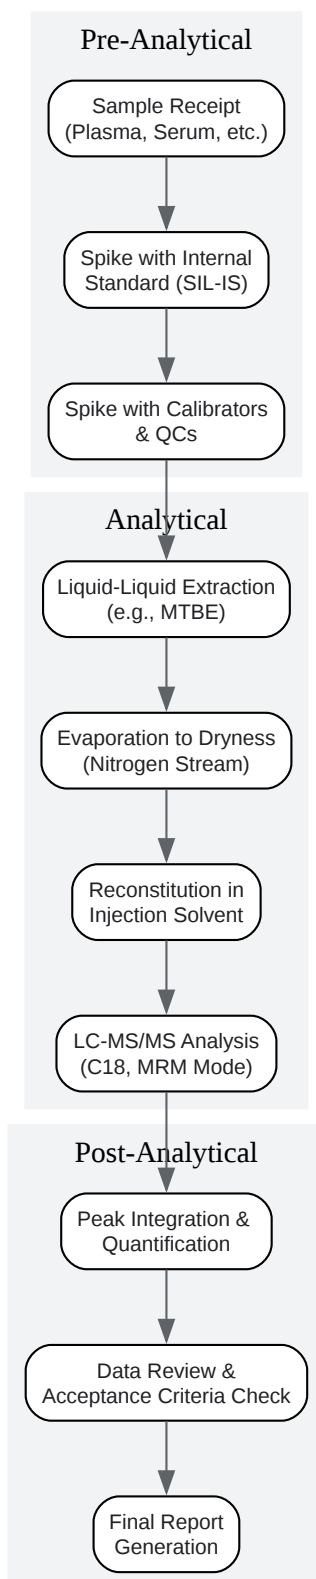 Pre-Analytical
Sample Receipt
(Plasma, Serum, etc.)
Spike with Internal
Standard (SIL-IS)
Spike with Calibrators
& QCs
Analytical
Liquid-Liquid Extraction
(e.g., MTBE)
Evaporation to Dryness
(Nitrogen Stream)
Reconstitution in
Injection Solvent
LC-MS/MS Analysis
(C18, MRM Mode)
Post-Analytical
Peak Integration &
Quantification
Data Review &
Acceptance Criteria Check
Final Report
Generation